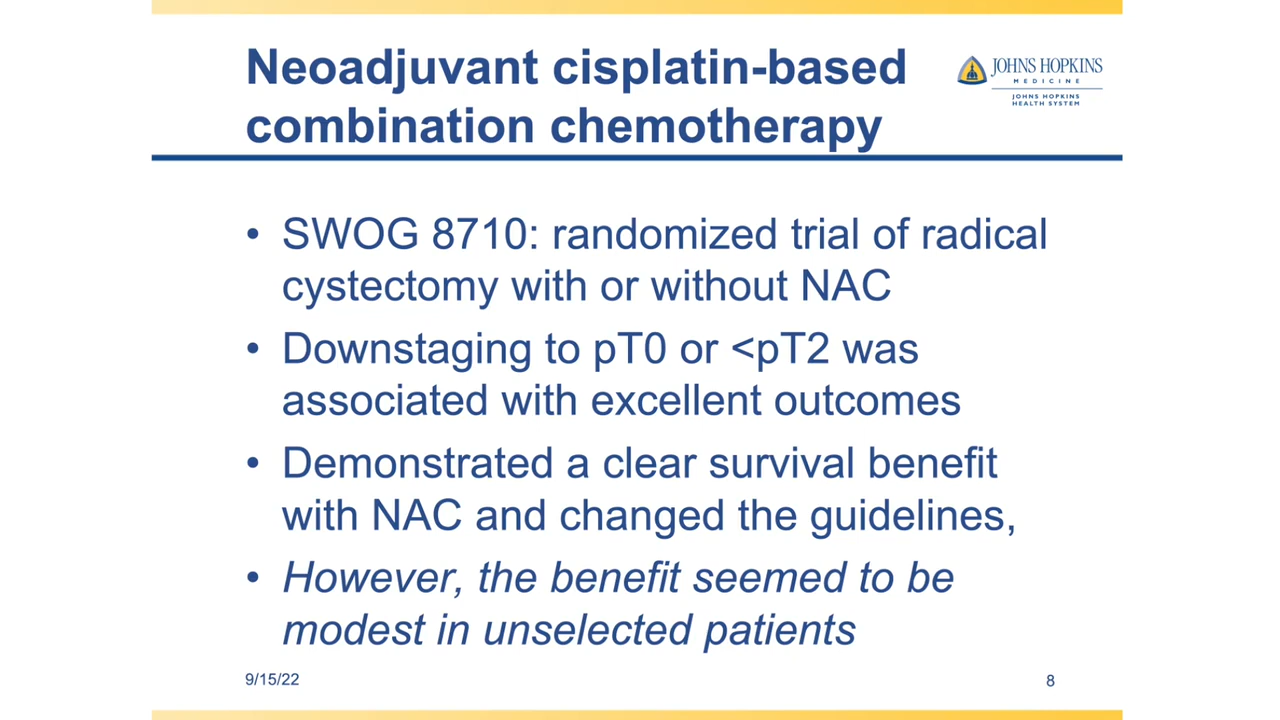 Neoadjuvant cisplatin-based
combination chemotherapy
JOHNS HOPKINS
MEDICINE
JOHNS HOPKINS
HEALTH SYSTEM
• SWOG 8710: randomized trial of radical
cystectomy with or without NAC
• Downstaging to pT0 or <pT2 was
associated with excellent outcomes
• Demonstrated a clear survival benefit
with NAC and changed the guidelines,
• However, the benefit seemed to be
modest in unselected patients
9/15/22
8